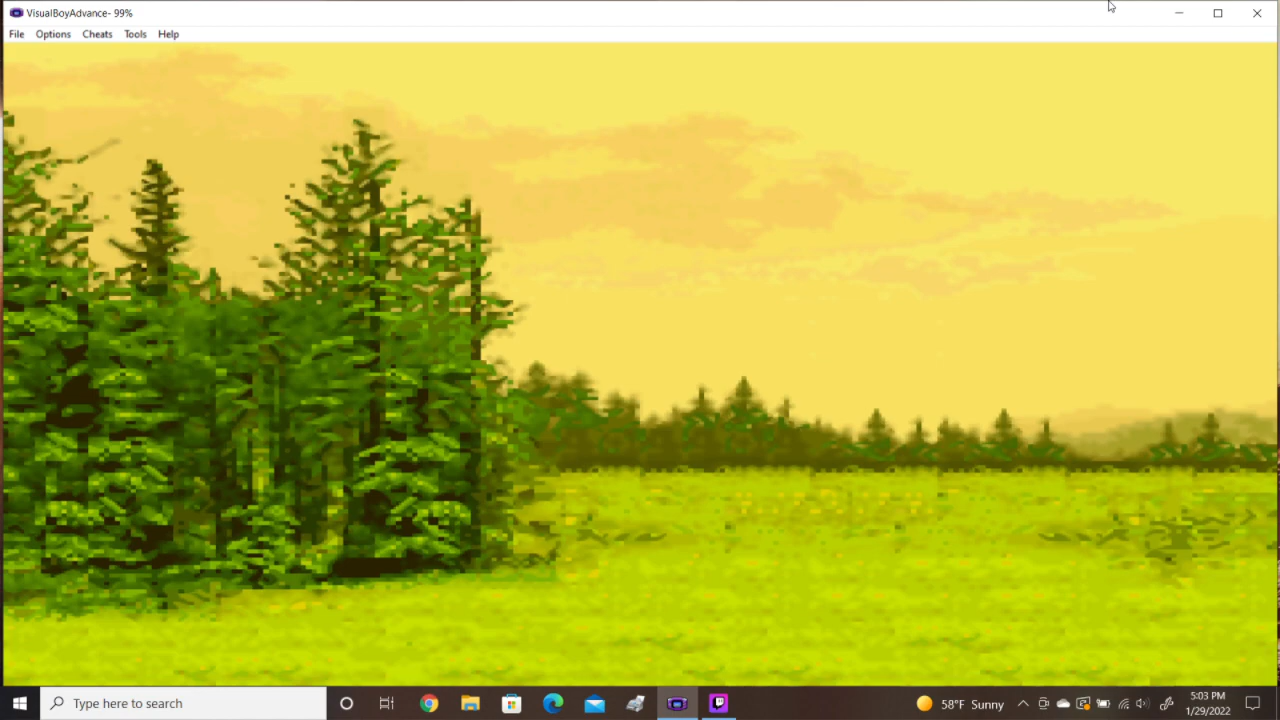 VisualBoyAdvance- 99%
File Options Cheats Tools Help
Type here to search
58°F Sunny
5:03 PM
1/29/2022